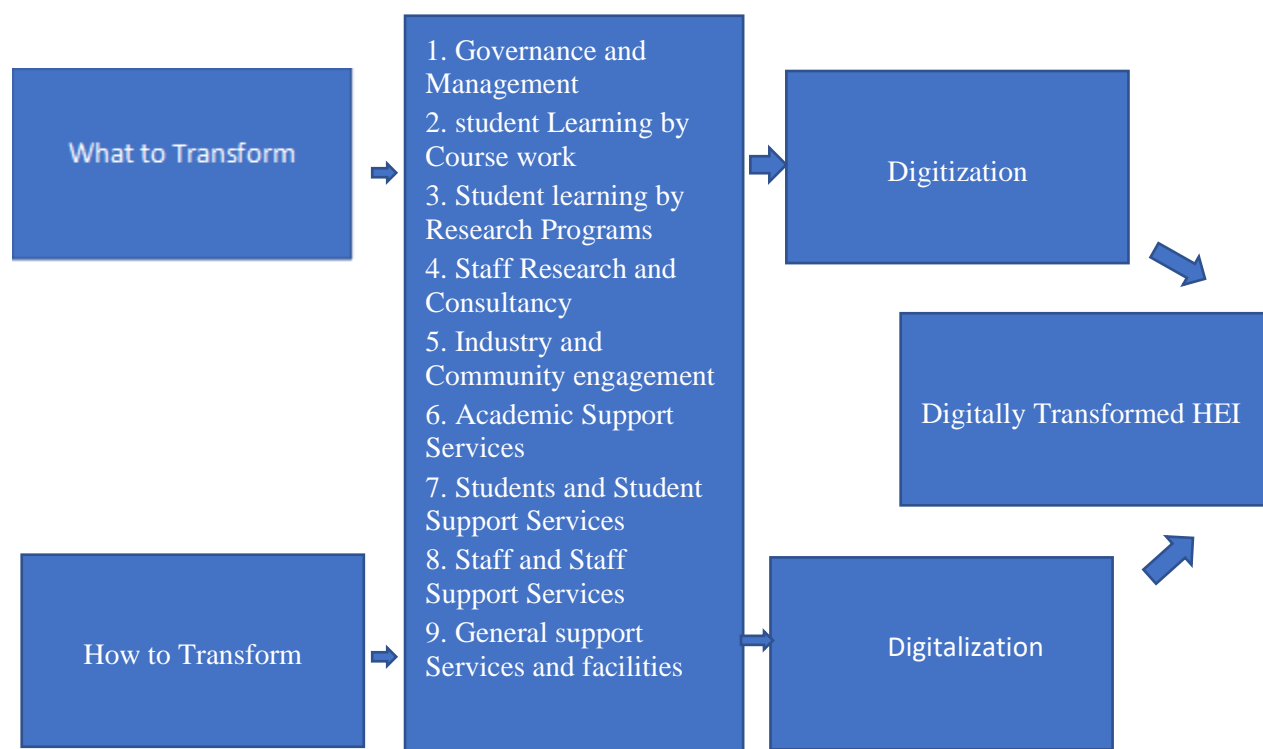 What to Transform
How to Transform
1. Governance and
Management
2. student Learning by
Course work
3. Student learning by
Research Programs
4. Staff Research and
Consultancy
5. Industry and
Community engagement
6. Academic Support
Services
7. Students and Student
Support Services
8. Staff and Staff
Support Services
9. General support
Services and facilities
Digitization
Digitalization
Digitally Transformed HEI